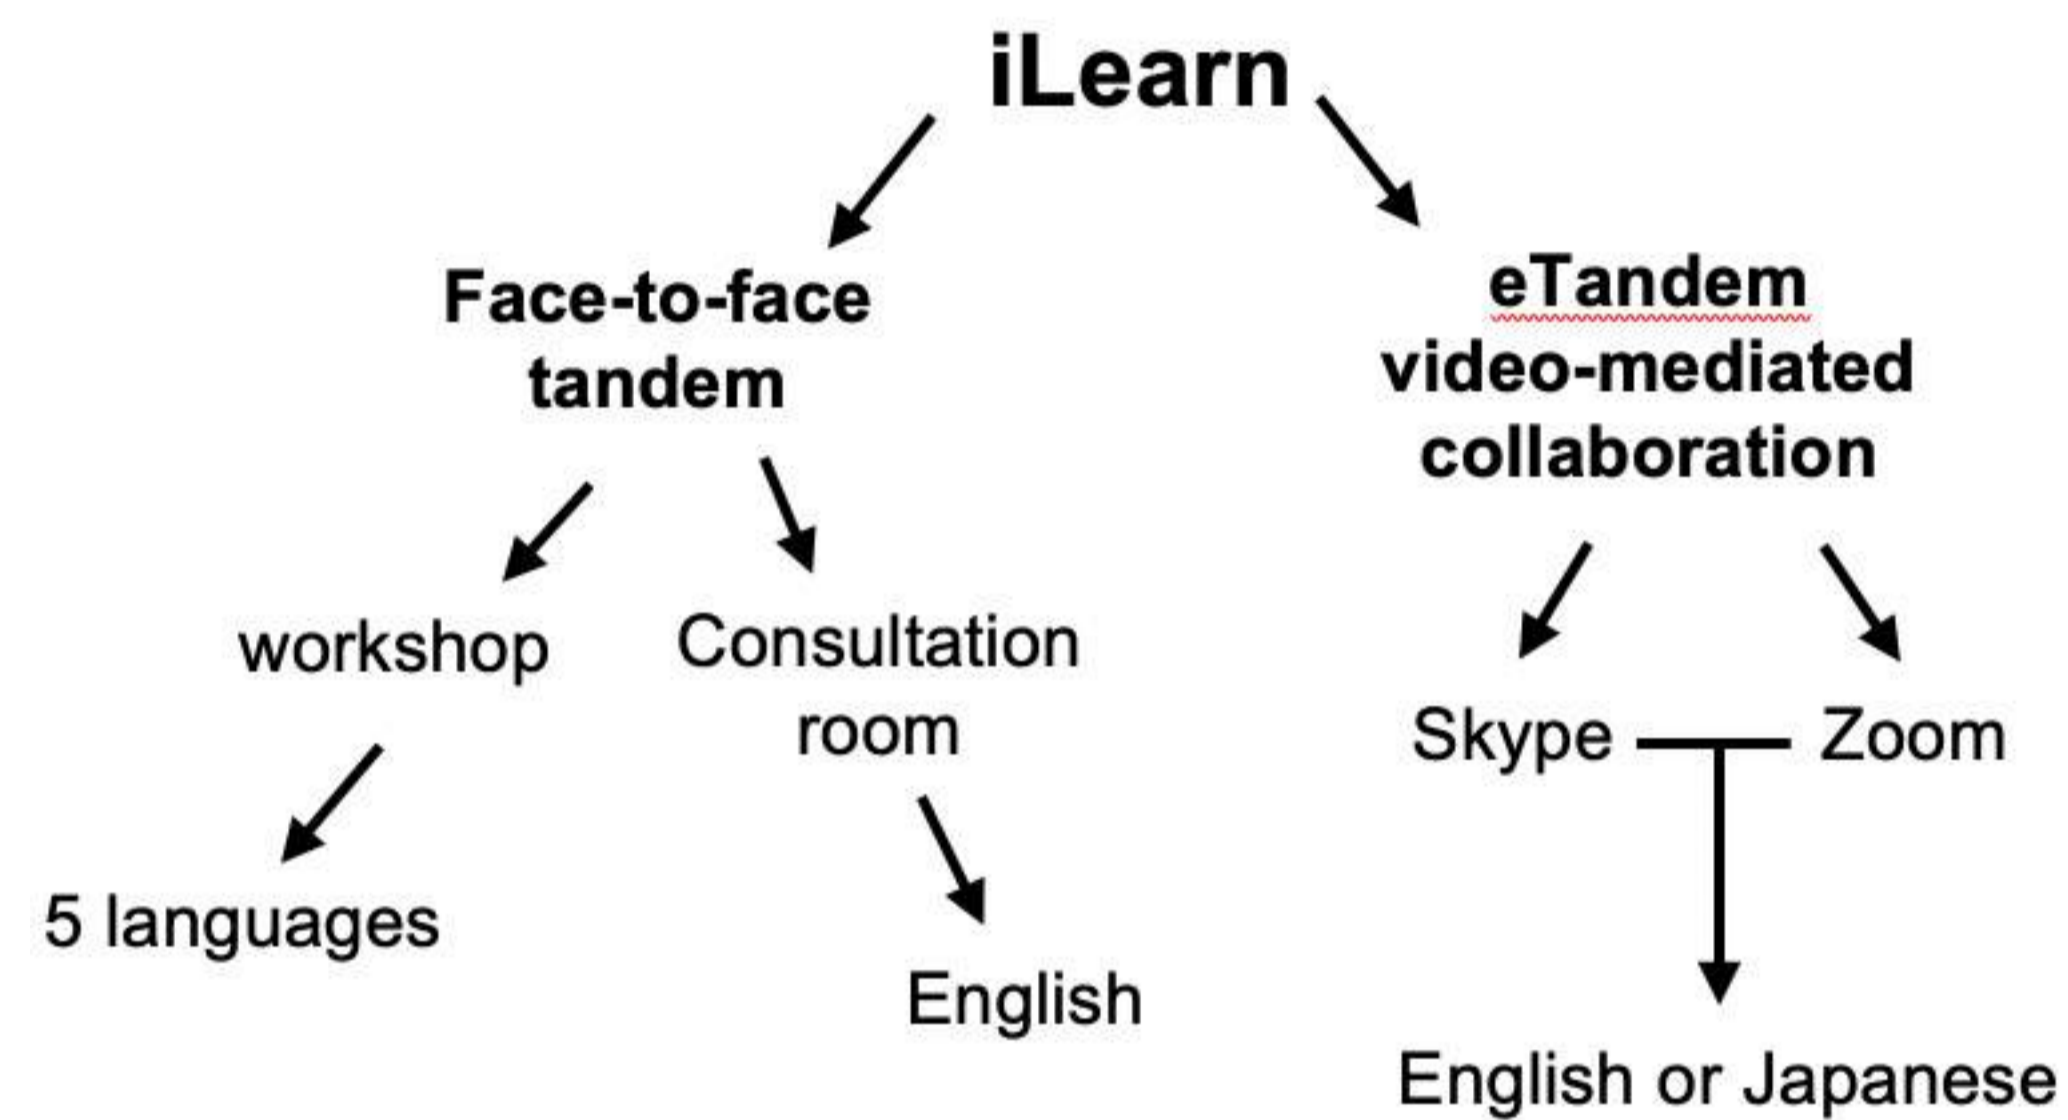 iLearn
Face-to-face
tandem
eTandem
video-mediated
collaboration
workshop
Consultation
room
Skype
Zoom
5 languages
English
English or Japanese